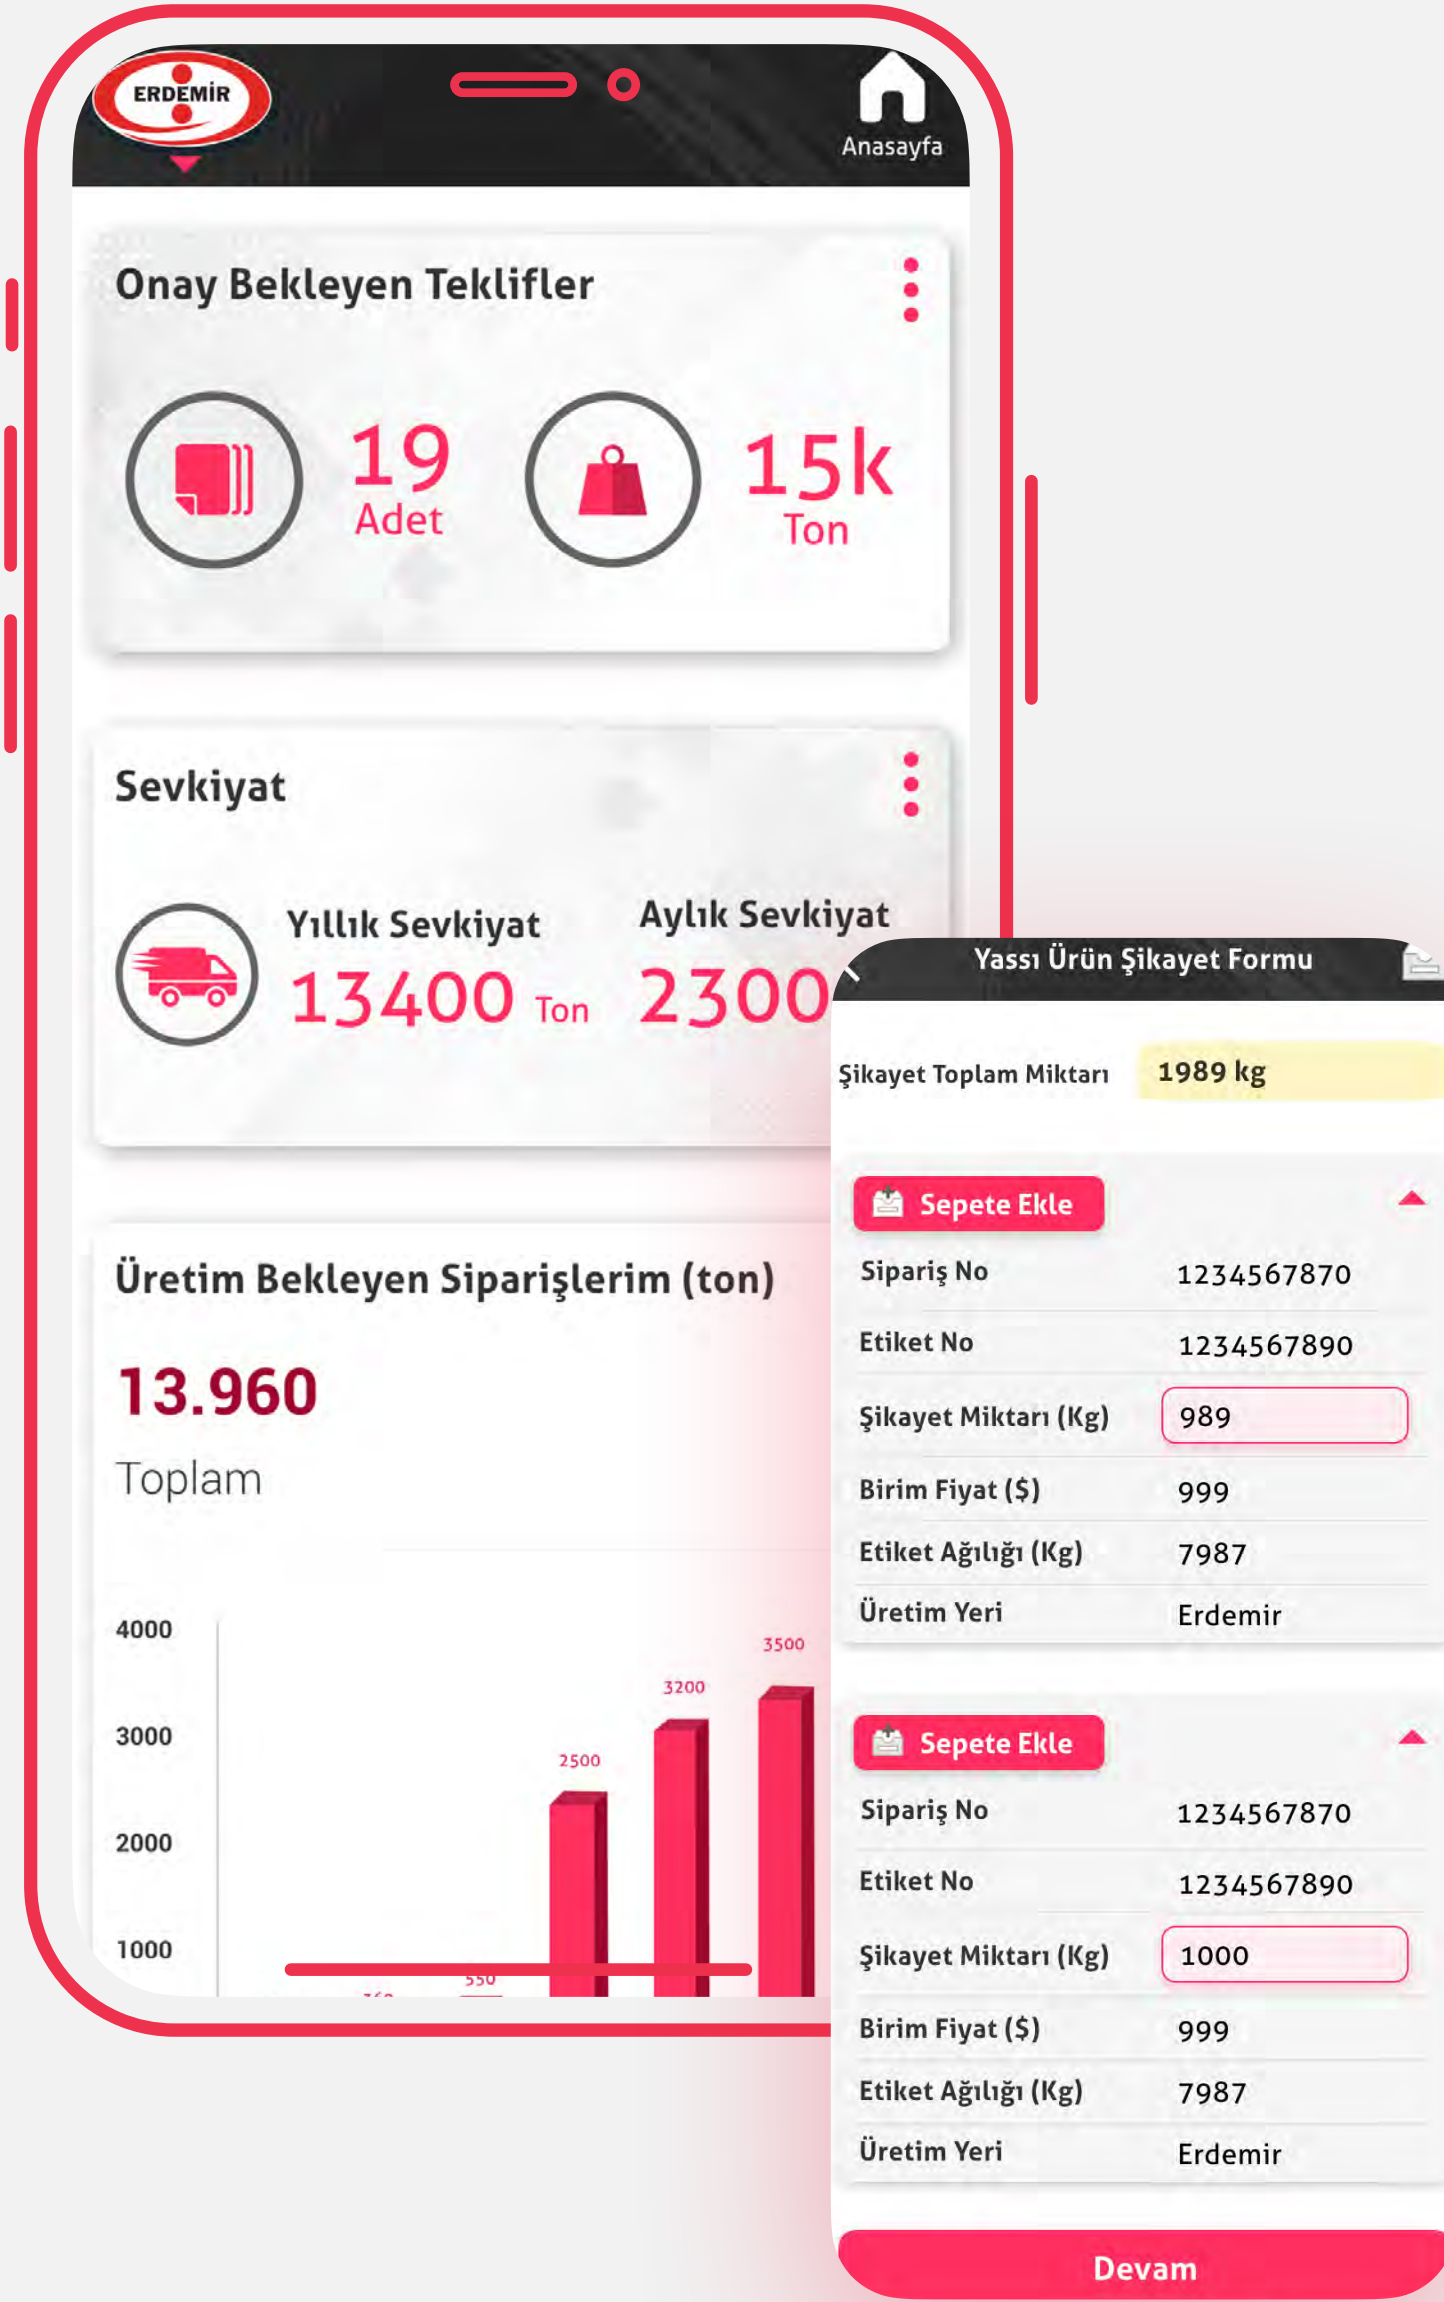 ERDEMİR
Anasayfa
Onay Bekleyen Teklifler
19
Adet
15k
Ton
Sevkiyat
Yıllık Sevkiyat
13400 Ton
Aylık Sevkiyat
2300
Üretim Bekleyen Siparişlerim (ton)
13.960
Toplam
4000
3000
2000
1000
550
2500
3200
3500
Yassı Ürün Şikayet Formu
Şikayet Toplam Miktarı 1989 kg
Sepete Ekle
Sipariş No 1234567870
Etiket No 1234567890
Şikayet Miktarı (Kg) 989
Birim Fiyat ($) 999
Etiket Ağılığı (Kg) 7987
Üretim Yeri Erdemir
Sepete Ekle
Sipariş No 1234567870
Etiket No 1234567890
Şikayet Miktarı (Kg) 1000
Birim Fiyat ($) 999
Etiket Ağılığı (Kg) 7987
Üretim Yeri Erdemir
Devam